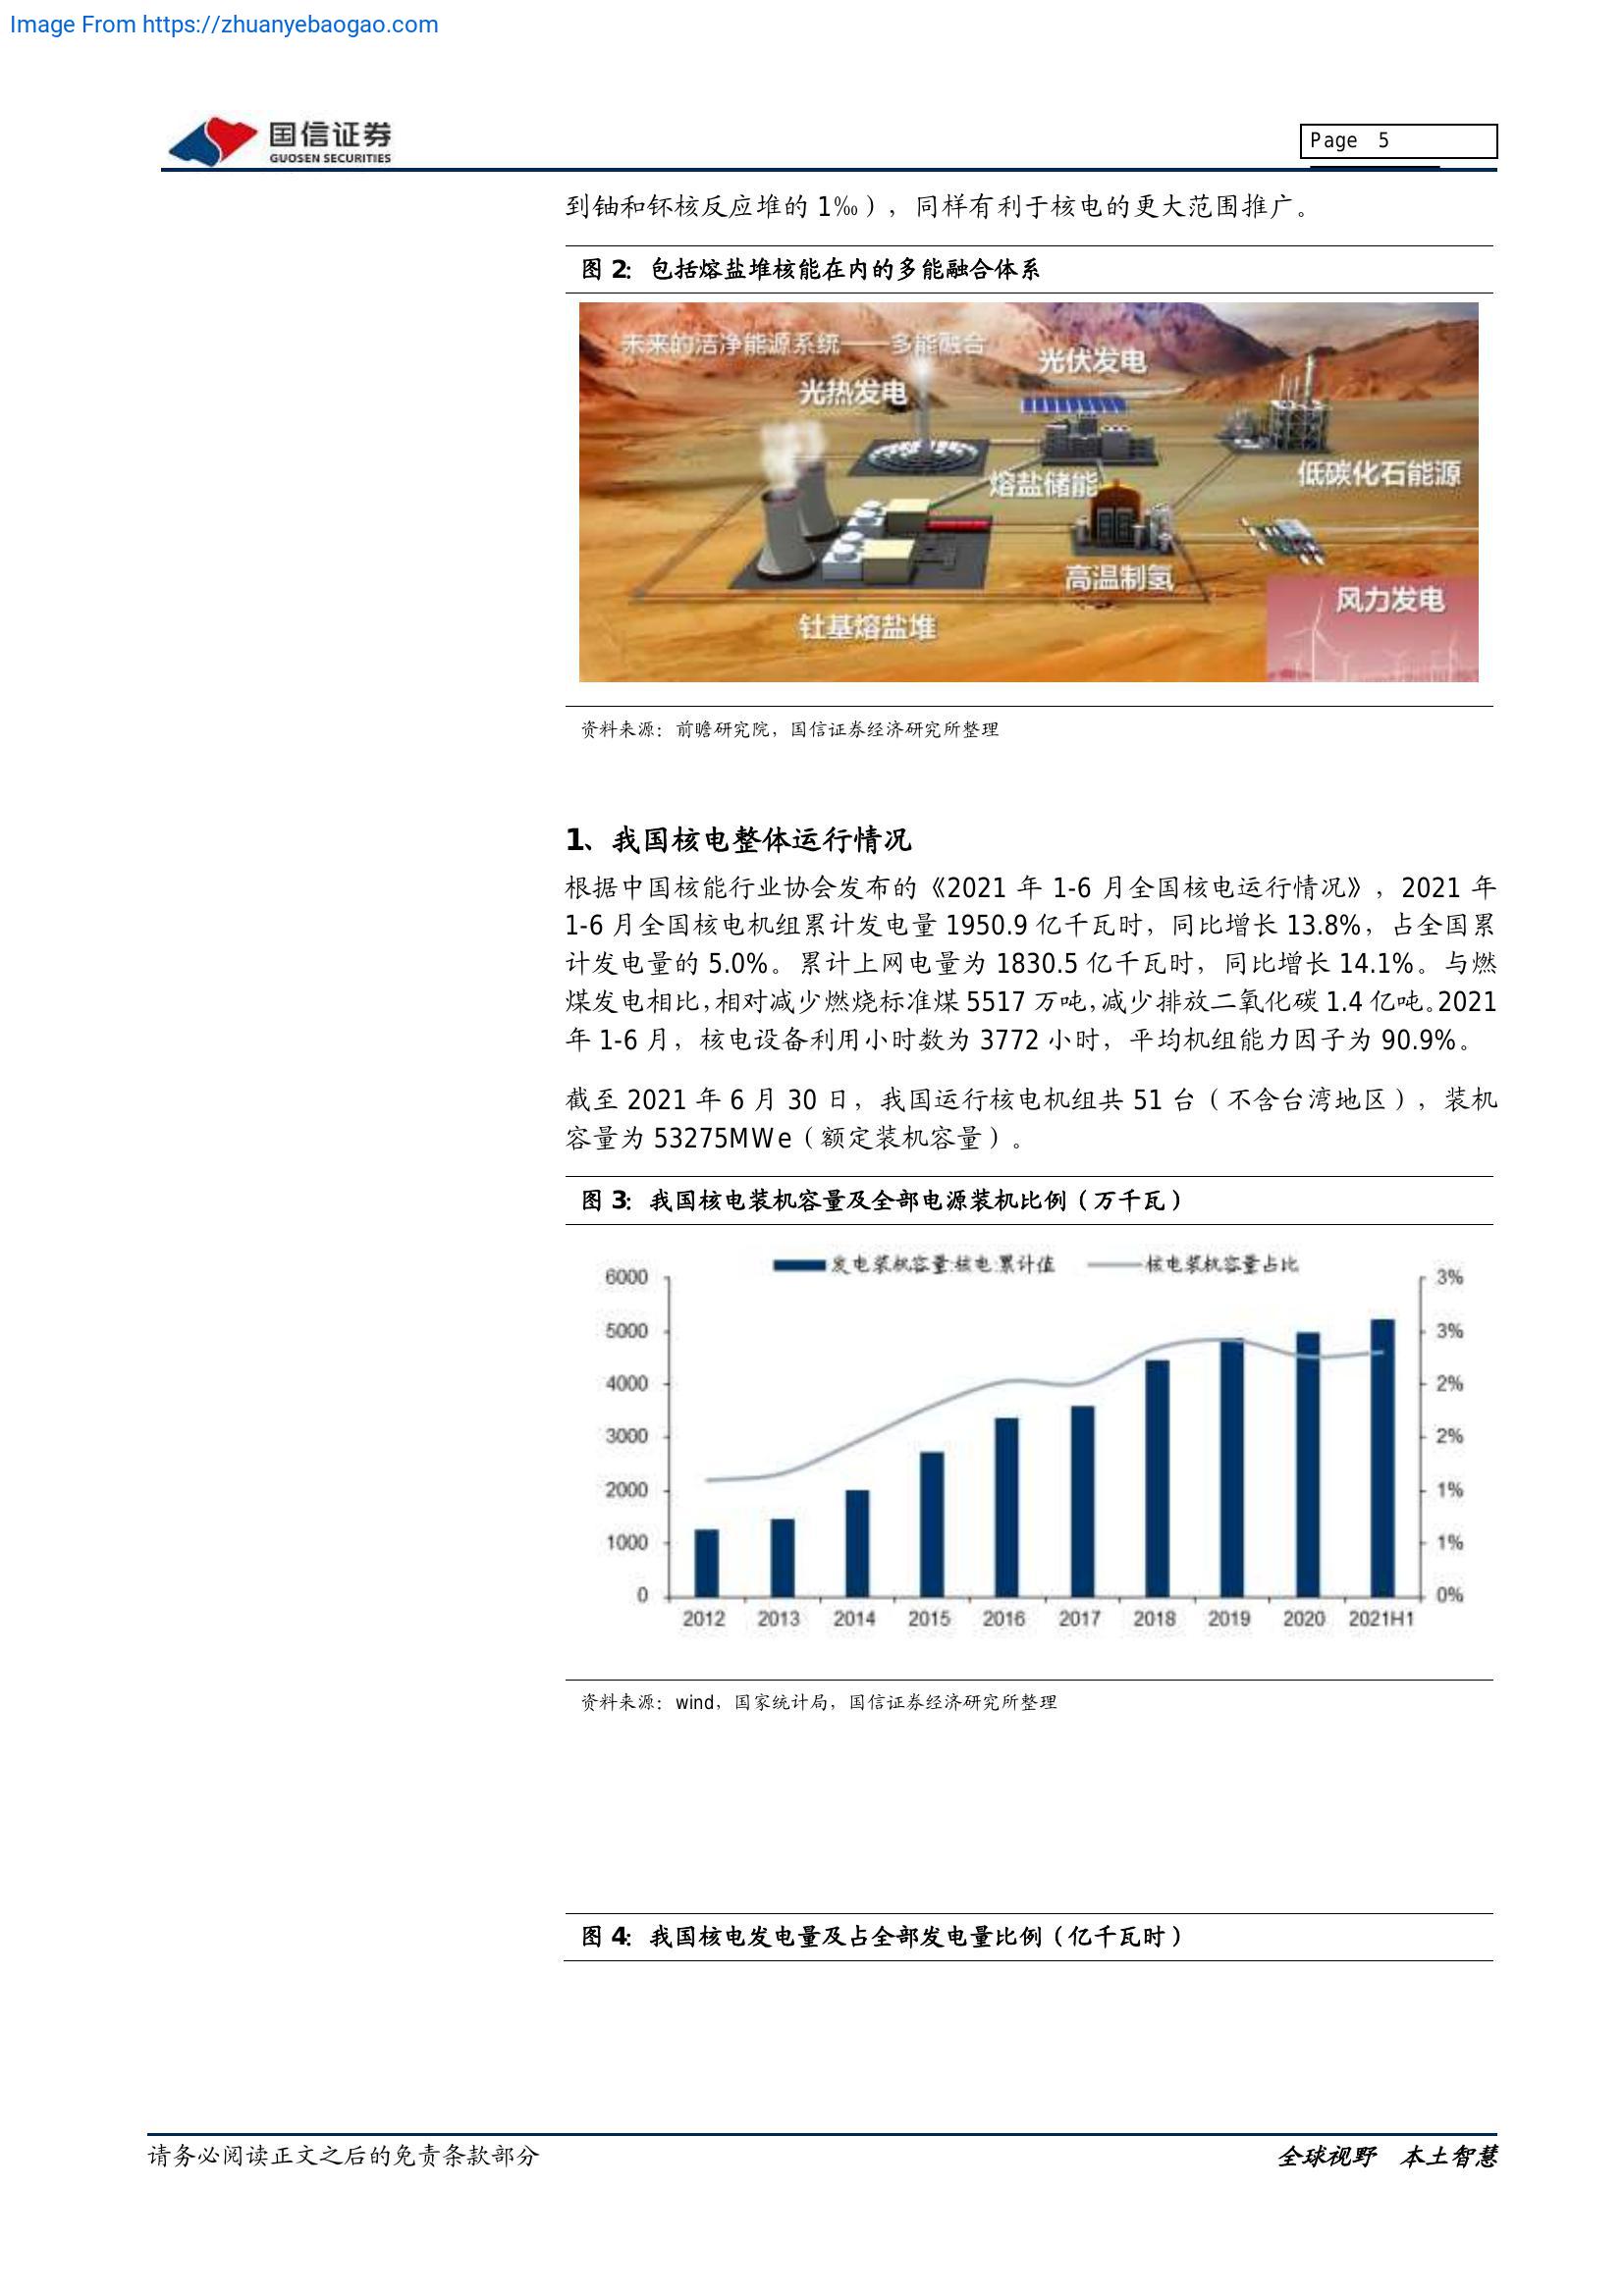 Image From https://zhuanyebaogao.com
国信证券
GUOSEN SECURITIES
Page 5
到铀和钚核反应堆的 1‰），同样有利于核电的更大范围推广。
图 2：包括熔盐堆核能在内的多能融合体系
未来的洁净能源系统——多能融合
光伏发电
光热发电
低碳化石能源
熔盐储能
高温制氢
风力发电
钍基熔盐堆
资料来源：前瞻研究院，国信证券经济研究所整理
1、我国核电整体运行情况
根据中国核能行业协会发布的《2021 年 1-6 月全国核电运行情况》，2021 年
1-6 月全国核电机组累计发电量 1950.9 亿千瓦时，同比增长 13.8%，占全国累
计发电量的 5.0%。累计上网电量为 1830.5 亿千瓦时，同比增长 14.1%。与燃
煤发电相比，相对减少燃烧标准煤 5517 万吨，减少排放二氧化碳 1.4 亿吨。2021
年 1-6 月，核电设备利用小时数为 3772 小时，平均机组能力因子为 90.9%。
截至 2021 年 6 月 30 日，我国运行核电机组共 51 台（不含台湾地区），装机
容量为 53275MWe（额定装机容量）。
图 3：我国核电装机容量及全部电源装机比例（万千瓦）
发电装机容量:核电:累计值 核电装机容量占比
6000 3%
5000 3%
4000 2%
3000 2%
2000 1%
1000 1%
0 0%
2012 2013 2014 2015 2016 2017 2018 2019 2020 2021H1
资料来源：wind，国家统计局，国信证券经济研究所整理
图 4：我国核电发电量及占全部发电量比例（亿千瓦时）
请务必阅读正文之后的免责条款部分
全球视野 本土智慧